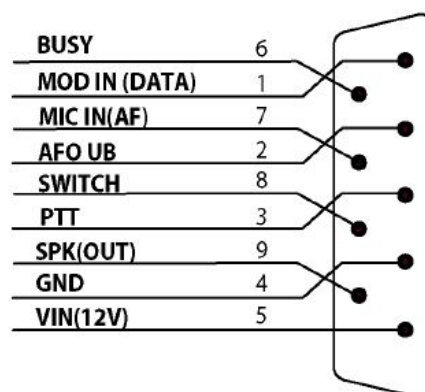 BUSY 6
MOD IN (DATA) 1
MIC IN(AF) 7
AFO UB 2
SWITCH 8
PTT 3
SPK(OUT) 9
GND 4
VIN(12V) 5